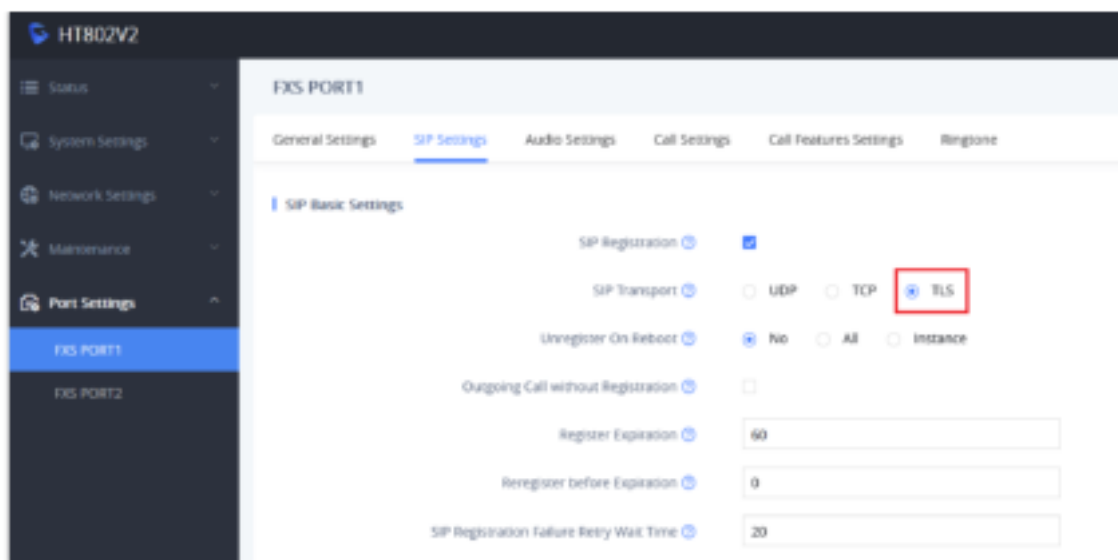 HT802V2
Status
System Settings
Network Settings
Maintenance
Port Settings
FXS PORT1
FXS PORT2
FXS PORT1
General Settings SIP Settings Audio Settings Call Settings Call Features Settings Ringtone
SIP Basic Settings
SIP Registration
SIP Transport UDP TCP TLS
Unregister On Reboot No All Instance
Outgoing Call without Registration
Register Expiration 60
Reregister before Expiration 0
SIP Registration Failure Retry Wait Time 20